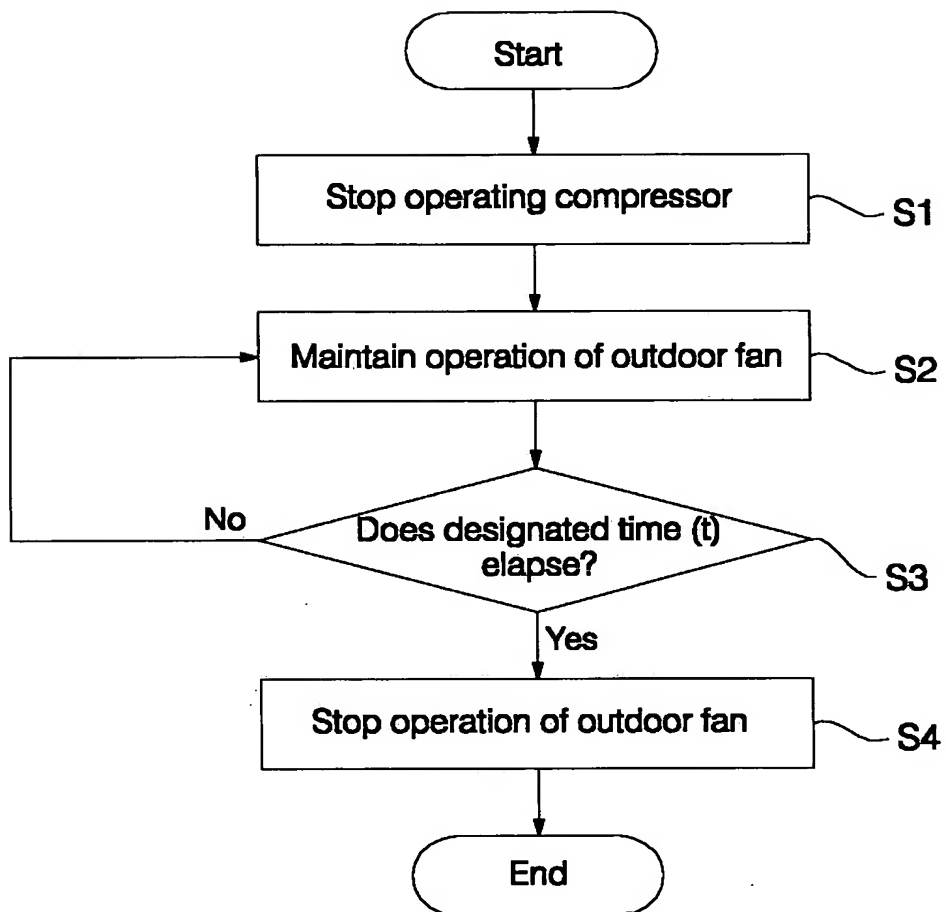 Start
Stop operating compressor
S1
Maintain operation of outdoor fan
S2
No
Does designated time (t)
elapse?
S3
Yes
Stop operation of outdoor fan
S4
End